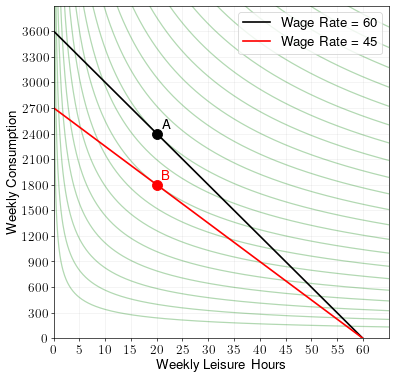 Wage Rate = 60
Wage Rate = 45
3600
3300
3000
2700
2400
2100
1800
1500
1200
900
600
300
0
A
B
0 5 10 15 20 25 30 35 40 45 50 55 60
Weekly Consumption
Weekly Leisure Hours